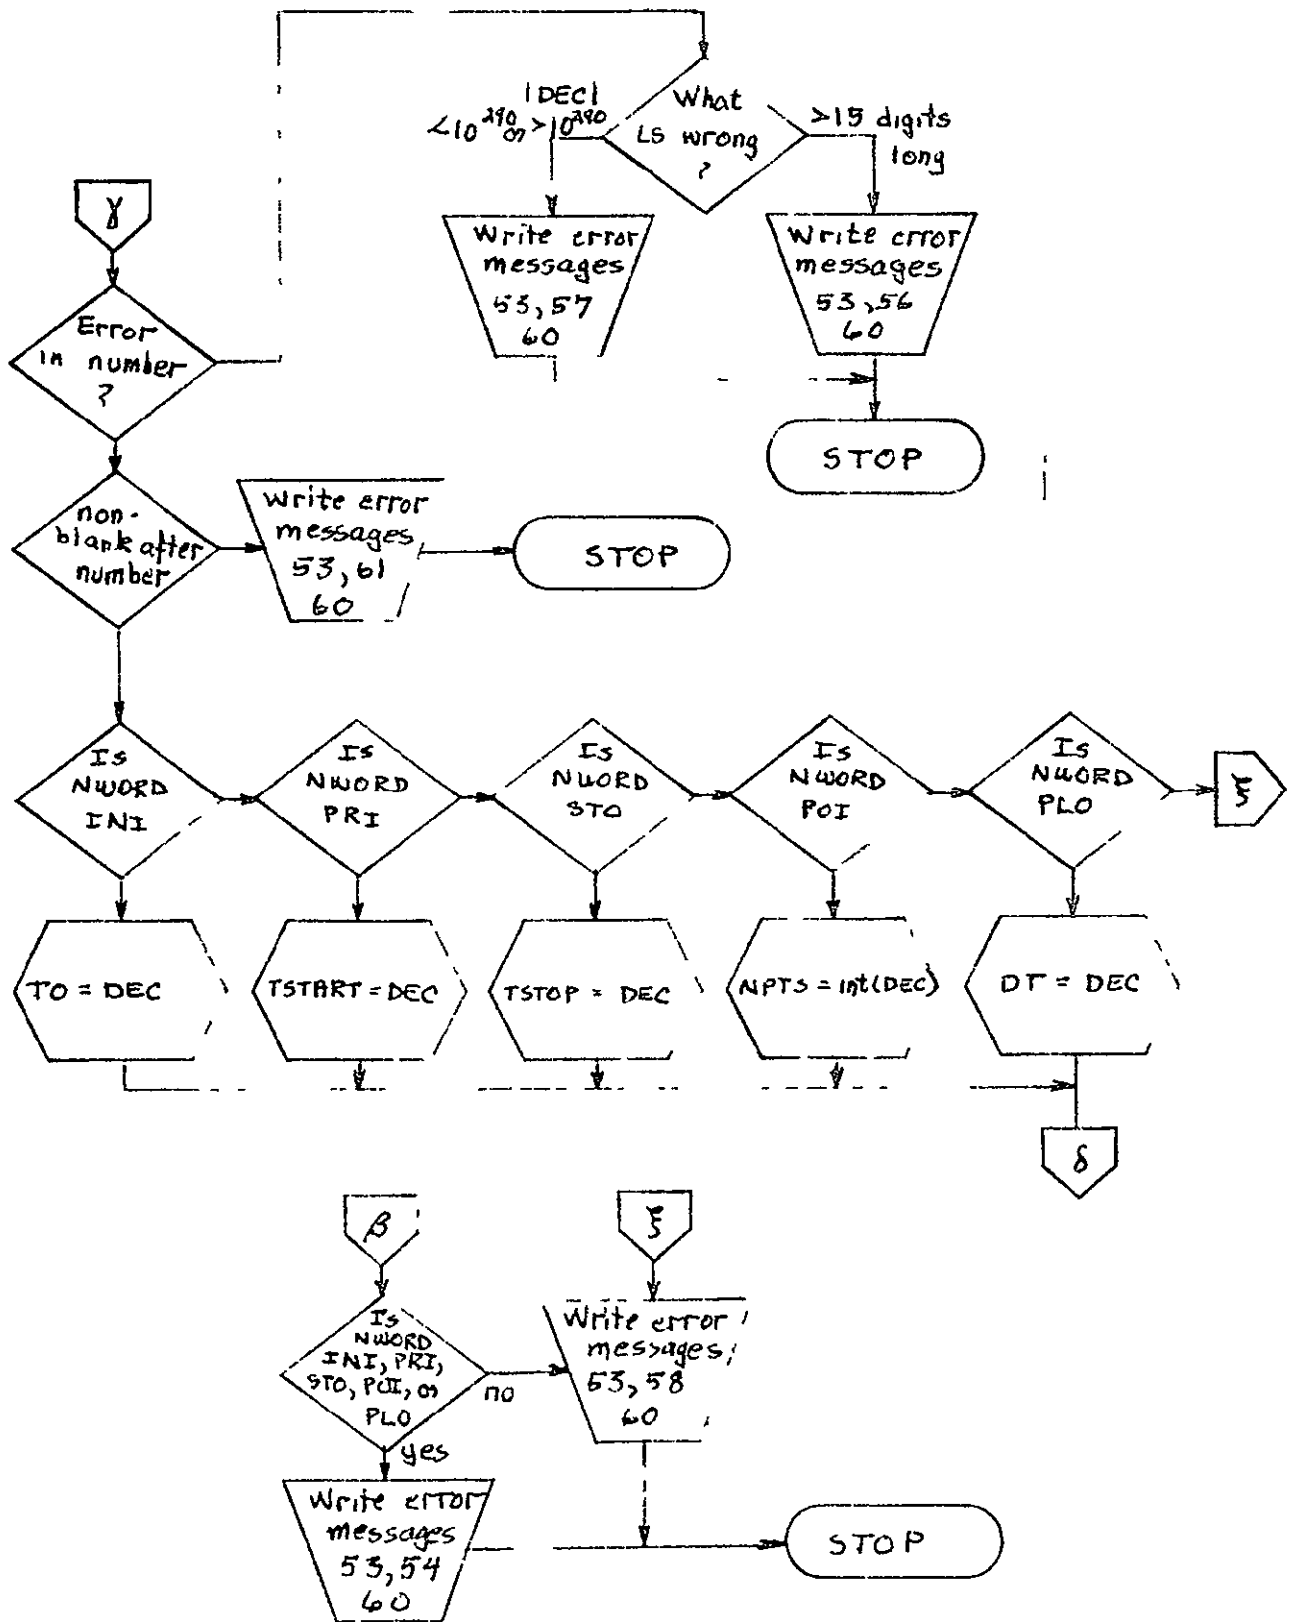 |DEC|
<10^290 or >10^290
What
Is wrong
?
>15 digits
long
γ
Write error
messages
53, 57
60
Write error
messages
53, 56
60
Error
in number
?
STOP
non-
blank after
number
Write error
messages
53, 61
60
STOP
Is
NWORD
INI
Is
NWORD
PRI
Is
NWORD
STO
Is
NWORD
POI
Is
NWORD
PLO
ξ
TO = DEC
TSTART = DEC
TSTOP = DEC
NPTS = int(DEC)
DT = DEC
δ
β
ξ
Is
NWORD
INI, PRI,
STO, POI, or
PLO
no
yes
Write error
messages
53, 58
60
Write error
messages
53, 54
60
STOP